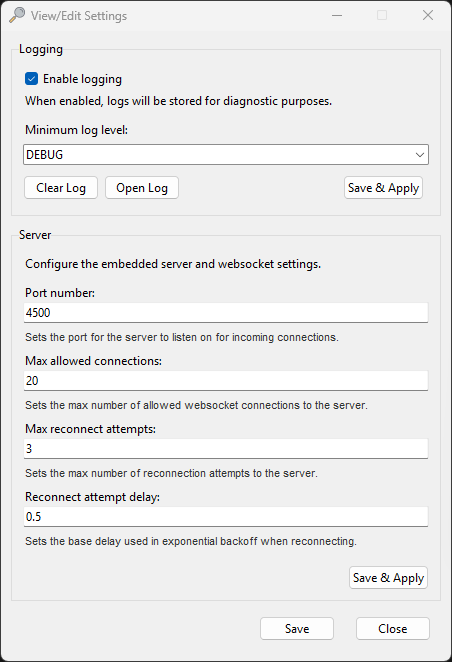 View/Edit Settings
Logging
Enable logging
When enabled, logs will be stored for diagnostic purposes.
Minimum log level:
DEBUG
Clear Log Open Log Save & Apply
Server
Configure the embedded server and websocket settings.
Port number:
4500
Sets the port for the server to listen on for incoming connections.
Max allowed connections:
20
Sets the max number of allowed websocket connections to the server.
Max reconnect attempts:
3
Sets the max number of reconnection attempts to the server.
Reconnect attempt delay:
0.5
Sets the base delay used in exponential backoff when reconnecting.
Save & Apply
Save Close